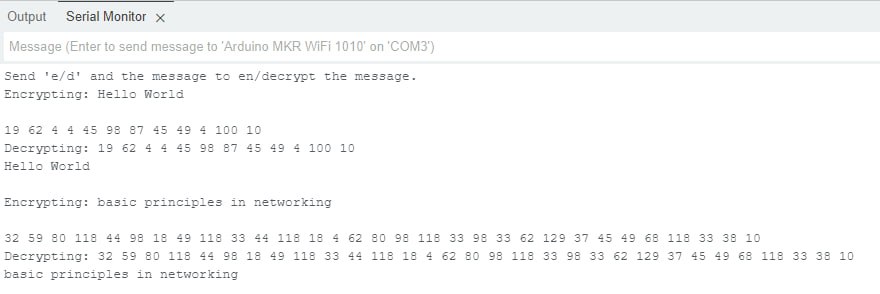 Output Serial Monitor ×
Message (Enter to send message to 'Arduino MKR WiFi 1010' on 'COM3')
Send 'e/d' and the message to en/decrypt the message.
Encrypting: Hello World
19 62 4 4 45 98 87 45 49 4 100 10
Decrypting: 19 62 4 4 45 98 87 45 49 4 100 10
Hello World
Encrypting: basic principles in networking
32 59 80 118 44 98 18 49 118 33 44 118 18 4 62 80 98 118 33 98 33 62 129 37 45 49 68 118 33 38 10
Decrypting: 32 59 80 118 44 98 18 49 118 33 44 118 18 4 62 80 98 118 33 98 33 62 129 37 45 49 68 118 33 38 10
basic principles in networking